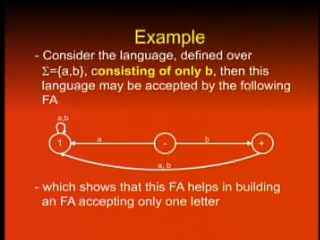 Example
- Consider the language, defined over
Σ={a,b}, consisting of only b, then this
language may be accepted by the following
FA
a,b
1 a - b +
a, b
- which shows that this FA helps in building
an FA accepting only one letter